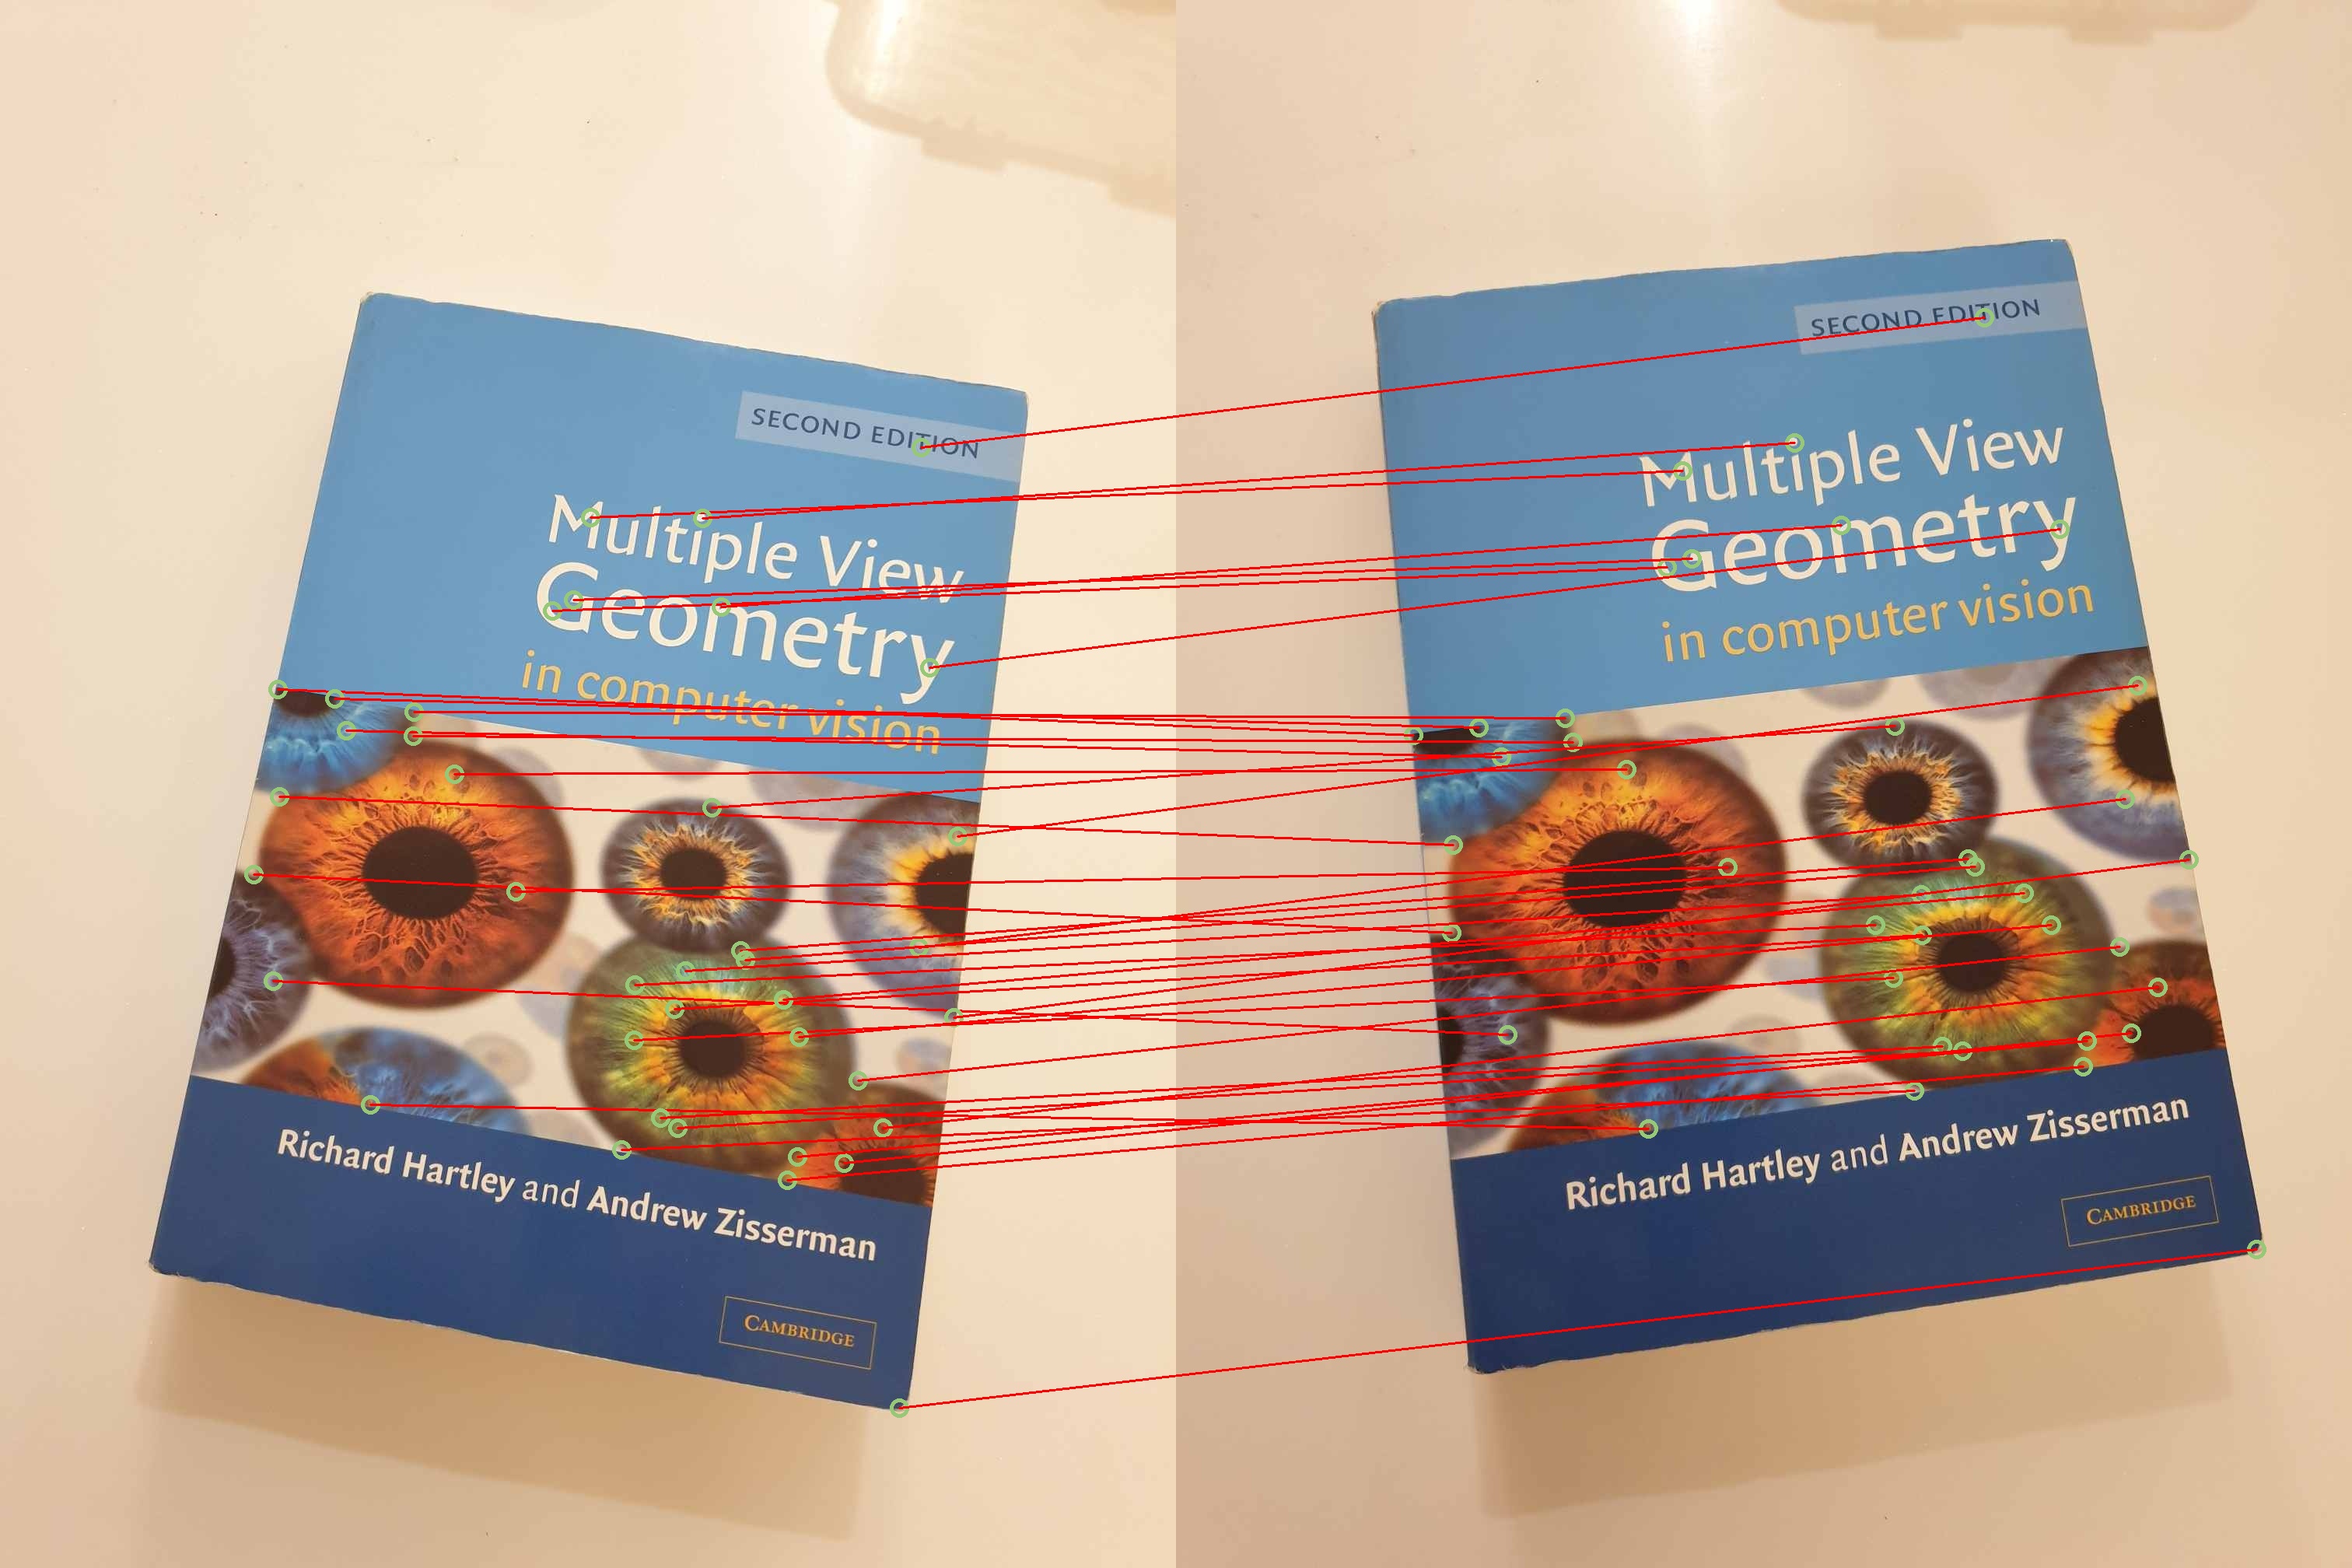 SECOND EDITION
Multiple View
Geometry
in computer vision
Richard Hartley and Andrew Zisserman
CAMBRIDGE
SECOND EDITION
Multiple View
Geometry
in computer vision
Richard Hartley and Andrew Zisserman
CAMBRIDGE